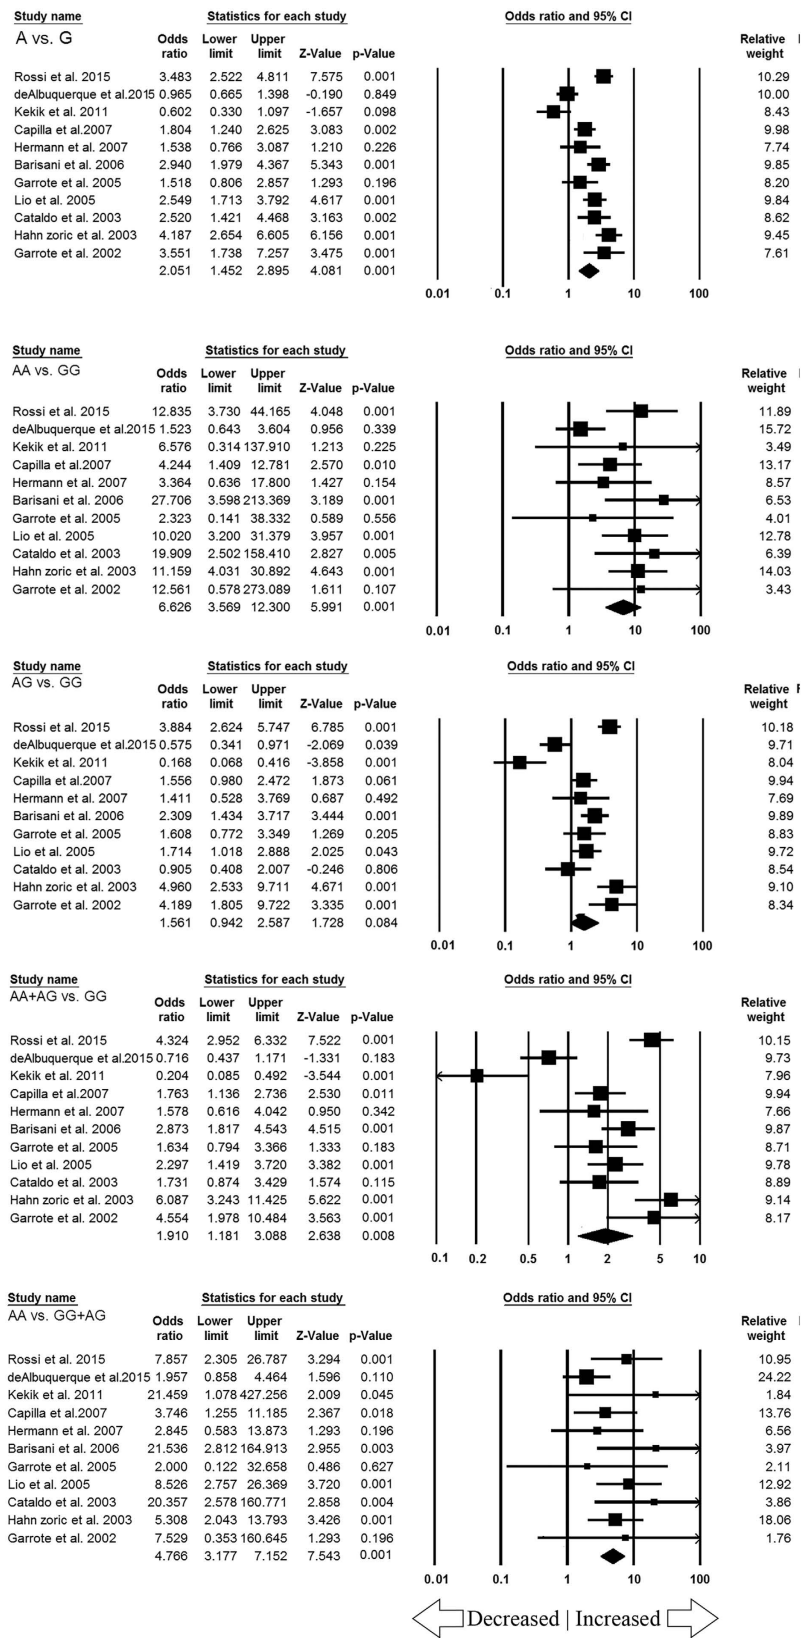 Study name Statistics for each study Odds ratio and 95% CI
A vs. G Odds Lower Upper Relative
ratio limit limit Z-Value p-Value weight
Rossi et al. 2015 3.483 2.522 4.811 7.575 0.001 10.29
deAlbuquerque et al.2015 0.965 0.665 1.398 -0.190 0.849 10.00
Kekik et al. 2011 0.602 0.330 1.097 -1.657 0.098 8.43
Capilla et al.2007 1.804 1.240 2.625 3.083 0.002 9.98
Hermann et al. 2007 1.538 0.766 3.087 1.210 0.226 7.74
Barisani et al. 2006 2.940 1.979 4.367 5.343 0.001 9.85
Garrote et al. 2005 1.518 0.806 2.857 1.293 0.196 8.20
Lio et al. 2005 2.549 1.713 3.792 4.617 0.001 9.84
Cataldo et al. 2003 2.520 1.421 4.468 3.163 0.002 8.62
Hahn zoric et al. 2003 4.187 2.654 6.605 6.156 0.001 9.45
Garrote et al. 2002 3.551 1.738 7.257 3.475 0.001 7.61
2.051 1.452 2.895 4.081 0.001
0.01 0.1 1 10 100
Study name Statistics for each study Odds ratio and 95% CI
AA vs. GG Odds Lower Upper Relative
ratio limit limit Z-Value p-Value weight
Rossi et al. 2015 12.835 3.730 44.165 4.048 0.001 11.89
deAlbuquerque et al.2015 1.523 0.643 3.604 0.956 0.339 15.72
Kekik et al. 2011 6.576 0.314 137.910 1.213 0.225 3.49
Capilla et al.2007 4.244 1.409 12.781 2.570 0.010 13.17
Hermann et al. 2007 3.364 0.636 17.800 1.427 0.154 8.57
Barisani et al. 2006 27.706 3.598 213.369 3.189 0.001 6.53
Garrote et al. 2005 2.323 0.141 38.332 0.589 0.556 4.01
Lio et al. 2005 10.020 3.200 31.379 3.957 0.001 12.78
Cataldo et al. 2003 19.909 2.502 158.410 2.827 0.005 6.39
Hahn zoric et al. 2003 11.159 4.031 30.892 4.643 0.001 14.03
Garrote et al. 2002 12.561 0.578 273.089 1.611 0.107 3.43
6.626 3.569 12.300 5.991 0.001
0.01 0.1 1 10 100
Study name Statistics for each study Odds ratio and 95% CI
AG vs. GG Odds Lower Upper Relative
ratio limit limit Z-Value p-Value weight
Rossi et al. 2015 3.884 2.624 5.747 6.785 0.001 10.18
deAlbuquerque et al.2015 0.575 0.341 0.971 -2.069 0.039 9.71
Kekik et al. 2011 0.168 0.068 0.416 -3.858 0.001 8.04
Capilla et al.2007 1.556 0.980 2.472 1.873 0.061 9.94
Hermann et al. 2007 1.411 0.528 3.769 0.687 0.492 7.69
Barisani et al. 2006 2.309 1.434 3.717 3.444 0.001 9.89
Garrote et al. 2005 1.608 0.772 3.349 1.269 0.205 8.83
Lio et al. 2005 1.714 1.018 2.888 2.025 0.043 9.72
Cataldo et al. 2003 0.905 0.408 2.007 -0.246 0.806 8.54
Hahn zoric et al. 2003 4.960 2.533 9.711 4.671 0.001 9.10
Garrote et al. 2002 4.189 1.805 9.722 3.335 0.001 8.34
1.561 0.942 2.587 1.728 0.084
0.01 0.1 1 10 100
Study name Statistics for each study Odds ratio and 95% CI
AA+AG vs. GG Odds Lower Upper Relative
ratio limit limit Z-Value p-Value weight
Rossi et al. 2015 4.324 2.952 6.332 7.522 0.001 10.15
deAlbuquerque et al.2015 0.716 0.437 1.171 -1.331 0.183 9.73
Kekik et al. 2011 0.204 0.085 0.492 -3.544 0.001 7.96
Capilla et al.2007 1.763 1.136 2.736 2.530 0.011 9.94
Hermann et al. 2007 1.578 0.616 4.042 0.950 0.342 7.66
Barisani et al. 2006 2.873 1.817 4.543 4.515 0.001 9.87
Garrote et al. 2005 1.634 0.794 3.366 1.333 0.183 8.71
Lio et al. 2005 2.297 1.419 3.720 3.382 0.001 9.78
Cataldo et al. 2003 1.731 0.874 3.429 1.574 0.115 8.89
Hahn zoric et al. 2003 6.087 3.243 11.425 5.622 0.001 9.14
Garrote et al. 2002 4.554 1.978 10.484 3.563 0.001 8.17
1.910 1.181 3.088 2.638 0.008
0.1 0.2 0.5 1 2 5 10
Study name Statistics for each study Odds ratio and 95% CI
AA vs. GG+AG Odds Lower Upper Relative
ratio limit limit Z-Value p-Value weight
Rossi et al. 2015 7.857 2.305 26.787 3.294 0.001 10.95
deAlbuquerque et al.2015 1.957 0.858 4.464 1.596 0.110 24.22
Kekik et al. 2011 21.459 1.078 427.256 2.009 0.045 1.84
Capilla et al.2007 3.746 1.255 11.185 2.367 0.018 13.76
Hermann et al. 2007 2.845 0.583 13.873 1.293 0.196 6.56
Barisani et al. 2006 21.536 2.812 164.913 2.955 0.003 3.97
Garrote et al. 2005 2.000 0.122 32.658 0.486 0.627 2.11
Lio et al. 2005 8.526 2.757 26.369 3.720 0.001 12.92
Cataldo et al. 2003 20.357 2.578 160.771 2.858 0.004 3.86
Hahn zoric et al. 2003 5.308 2.043 13.793 3.426 0.001 18.06
Garrote et al. 2002 7.529 0.353 160.645 1.293 0.196 1.76
4.766 3.177 7.152 7.543 0.001
0.01 0.1 1 10 100
Decreased | Increased